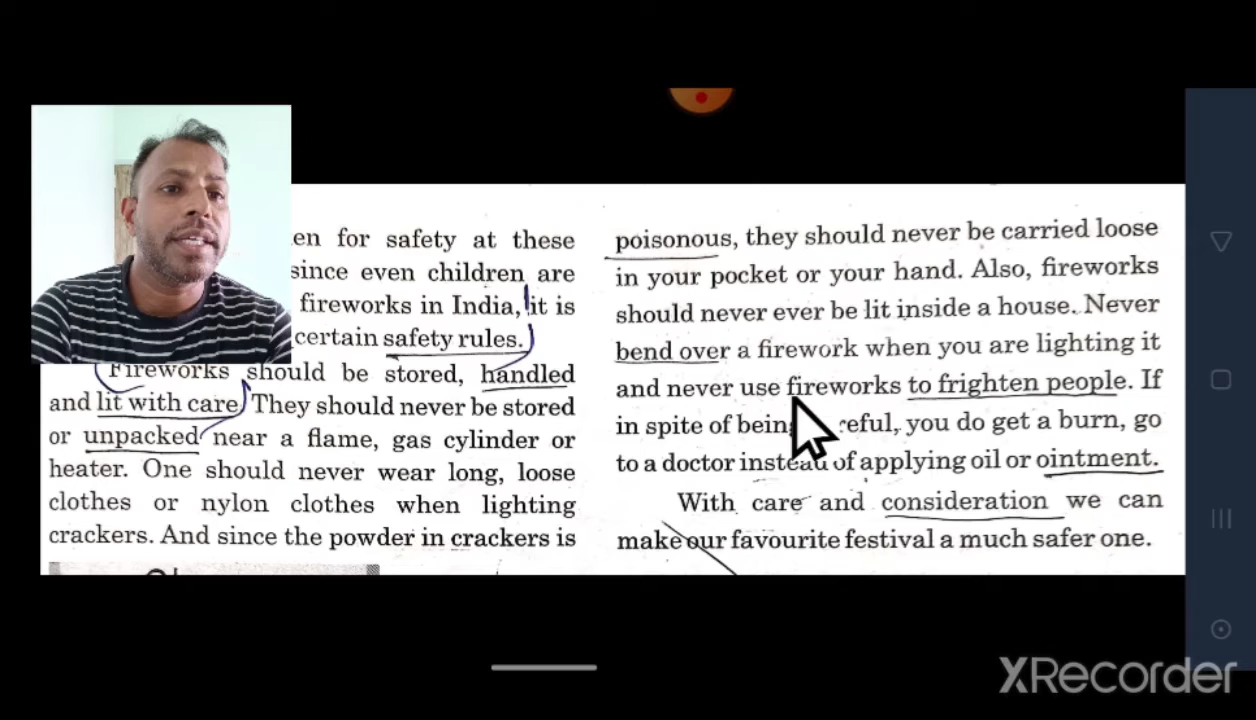 en for safety at these
since even children are
fireworks in India, it is
certain safety rules.
Fireworks should be stored, handled
and lit with care. They should never be stored
or unpacked near a flame, gas cylinder or
heater. One should never wear long, loose
clothes or nylon clothes when lighting
crackers. And since the powder in crackers is
poisonous, they should never be carried loose
in your pocket or your hand. Also, fireworks
should never ever be lit inside a house. Never
bend over a firework when you are lighting it
and never use fireworks to frighten people. If
in spite of bein reful, you do get a burn, go
to a doctor instead of applying oil or ointment.
With care and consideration we can
make our favourite festival a much safer one.
XRecorder